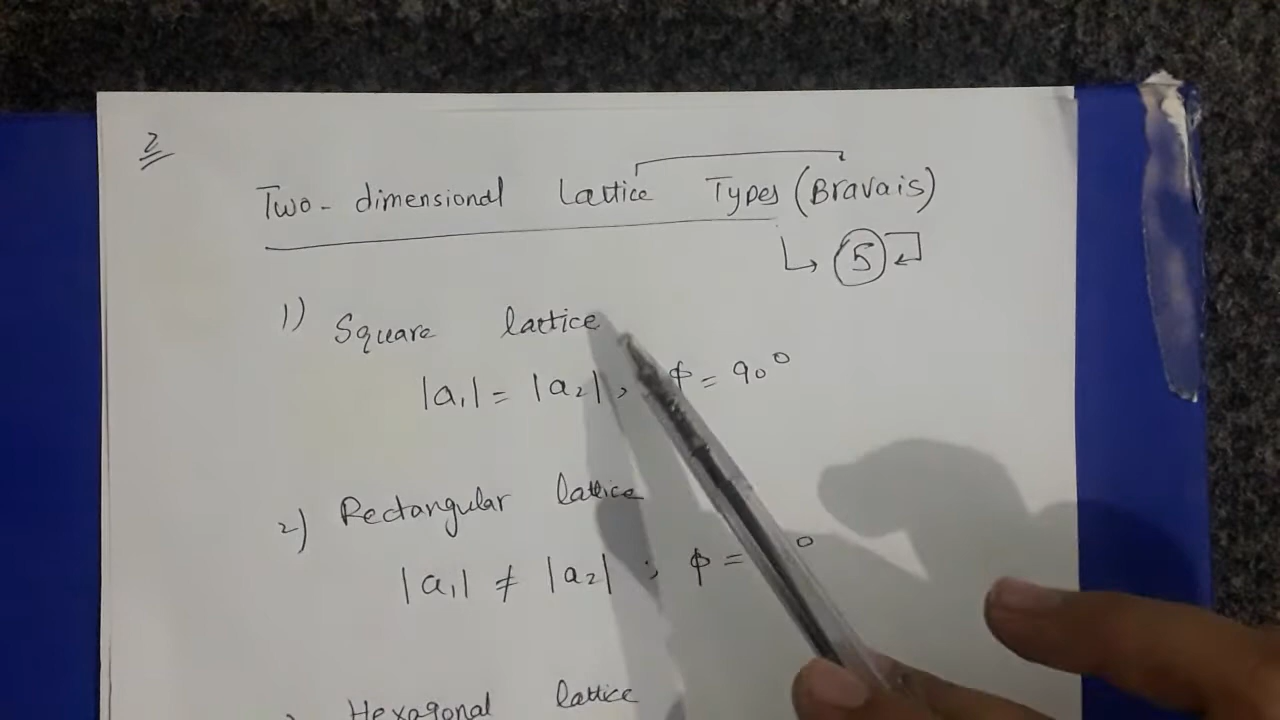 2
Two-dimensional Lattice Types (Bravais)
5
1) Square lattice
|a₁| = |a₂| , φ = 90°
2) Rectangular lattice
|a₁| ≠ |a₂| ; φ = °
Hexagonal lattice